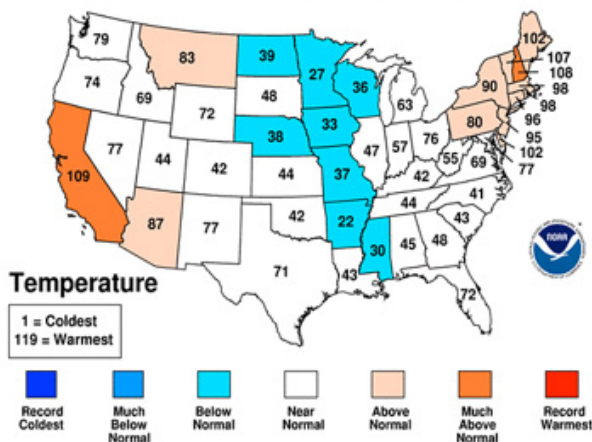 79
83
39
27
36
63
102
107
108
98
98
96
95
102
77
74
69
72
48
33
90
80
38
47
57
76
55
69
109
77
44
42
44
37
42
41
44
43
87
77
42
22
30
45
48
71
43
72
NOAA
Temperature
1 = Coldest
119 = Warmest
Record
Coldest
Much
Below
Normal
Below
Normal
Near
Normal
Above
Normal
Much
Above
Normal
Record
Warmest